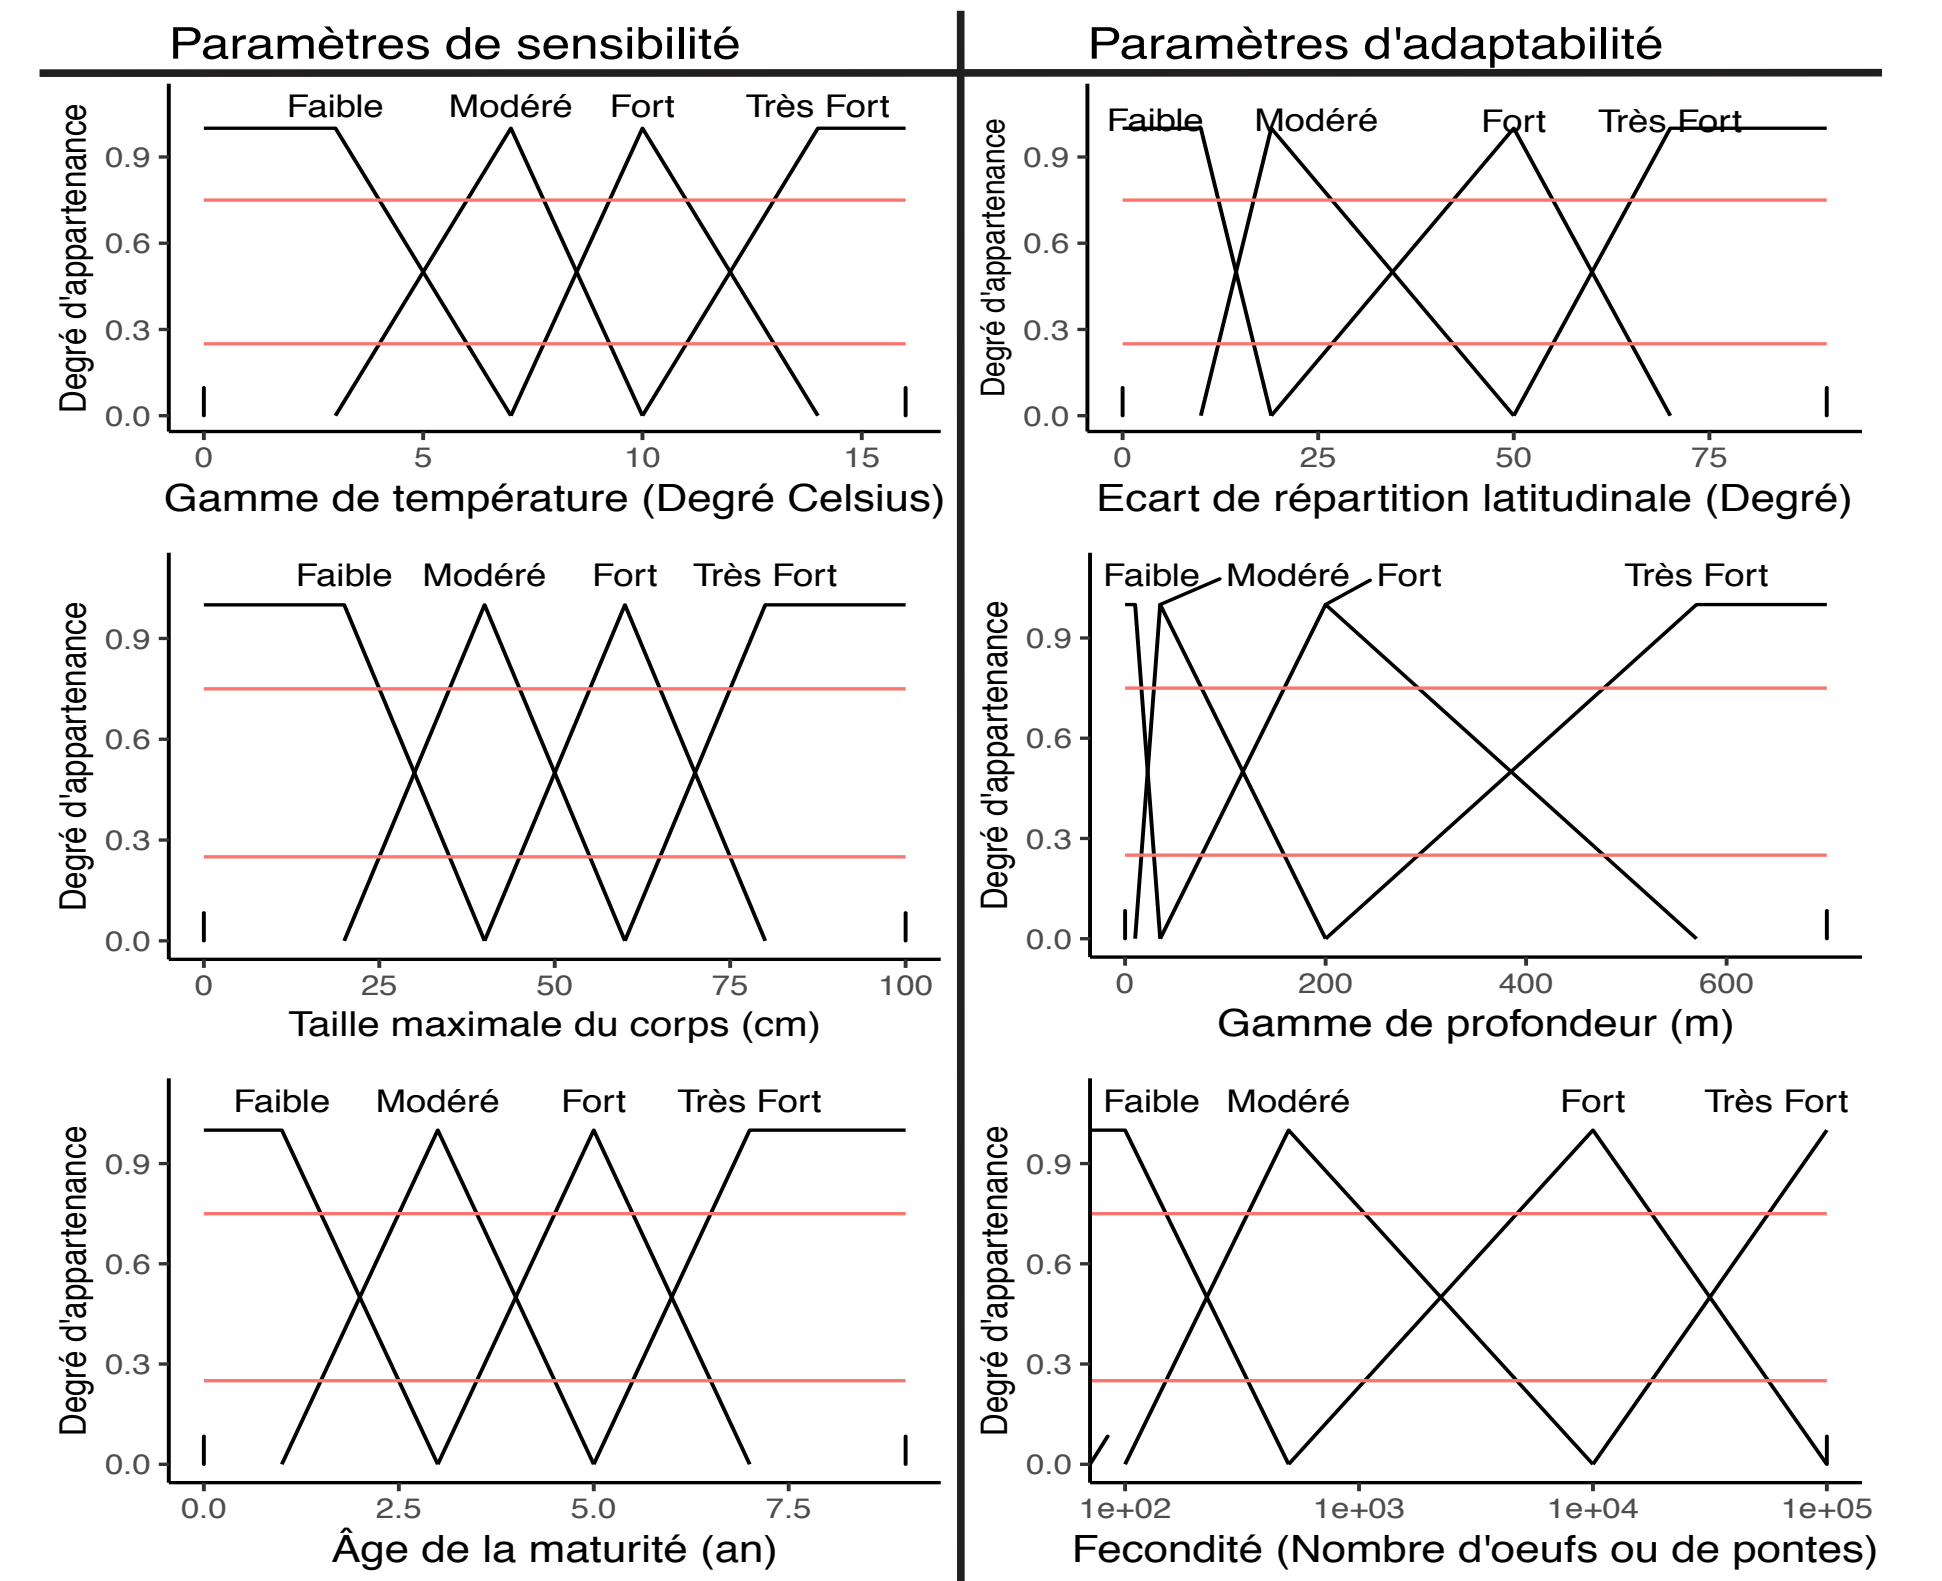 Paramètres de sensibilité
Paramètres d'adaptabilité
Faible Modéré Fort Très Fort
Degré d'appartenance
0.9
0.6
0.3
0.0
0 5 10 15
Gamme de température (Degré Celsius)
Faible Modéré Fort Très Fort
Degré d'appartenance
0.9
0.6
0.3
0.0
0 25 50 75
Ecart de répartition latitudinale (Degré)
Faible Modéré Fort Très Fort
Degré d'appartenance
0.9
0.6
0.3
0.0
0 25 50 75 100
Taille maximale du corps (cm)
Faible Modéré Fort Très Fort
Degré d'appartenance
0.9
0.6
0.3
0.0
0 200 400 600
Gamme de profondeur (m)
Faible Modéré Fort Très Fort
Degré d'appartenance
0.9
0.6
0.3
0.0
0.0 2.5 5.0 7.5
Âge de la maturité (an)
Faible Modéré Fort Très Fort
Degré d'appartenance
0.9
0.6
0.3
0.0
1e+02 1e+03 1e+04 1e+05
Fecondité (Nombre d'oeufs ou de pontes)